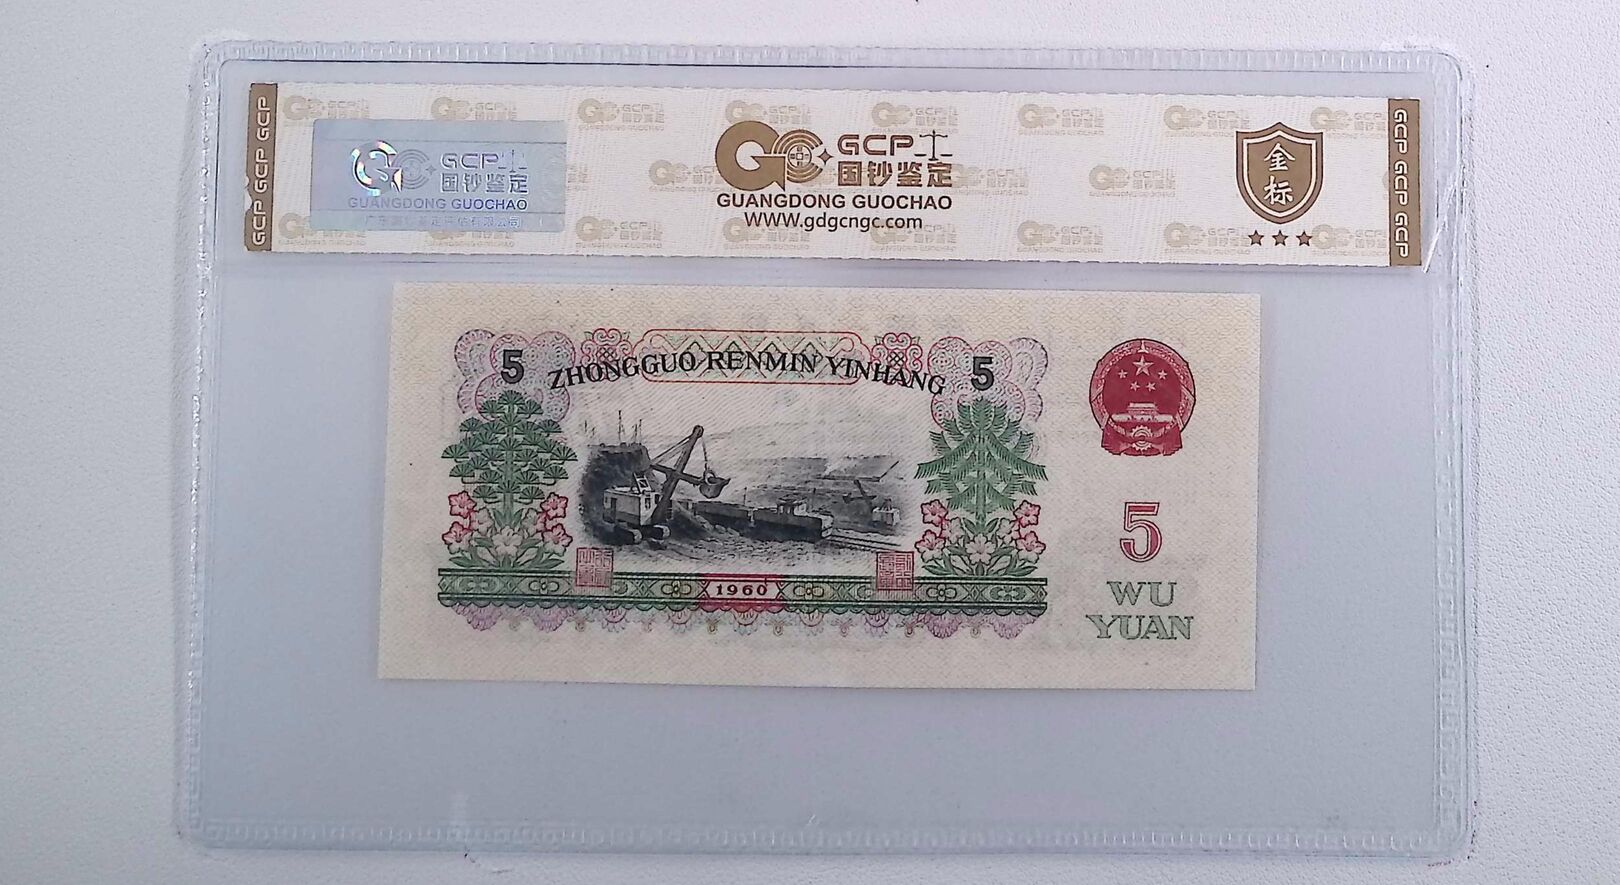 GCP GCP GCP
GCP
国钞鉴定
GUANGDONG GUOCHAO
GCP
国钞鉴定
GUANGDONG GUOCHAO
WWW.gdgcngc.com
金标
GCP GCP GCP
5
ZHONGGUO RENMIN YINHANG
5
1960
5
WU
YUAN